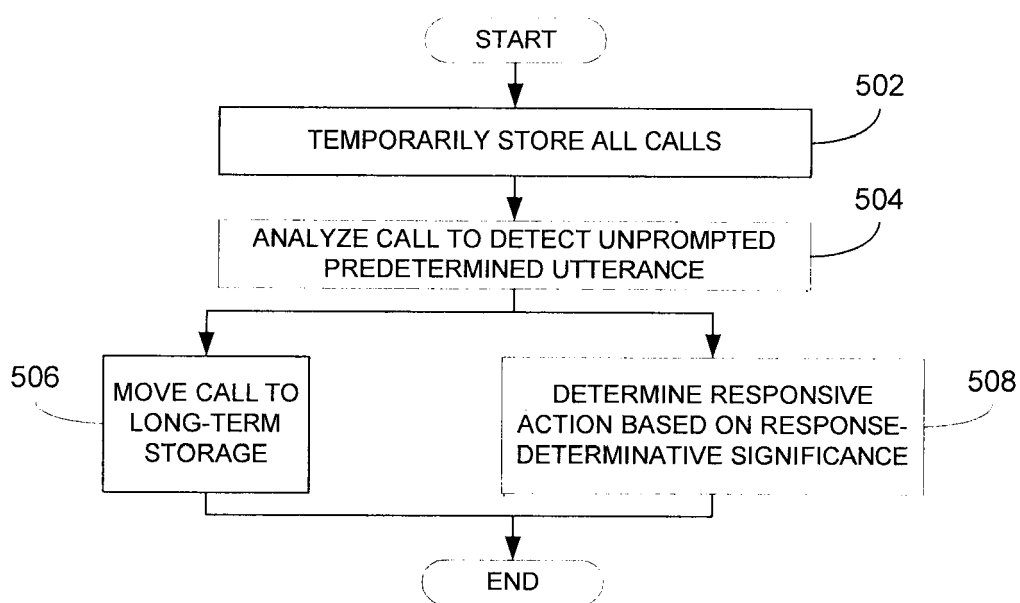 START
502
TEMPORARILY STORE ALL CALLS
504
ANALYZE CALL TO DETECT UNPROMPTED
PREDETERMINED UTTERANCE
506
MOVE CALL TO
LONG-TERM
STORAGE
508
DETERMINE RESPONSIVE
ACTION BASED ON RESPONSE-
DETERMINATIVE SIGNIFICANCE
END